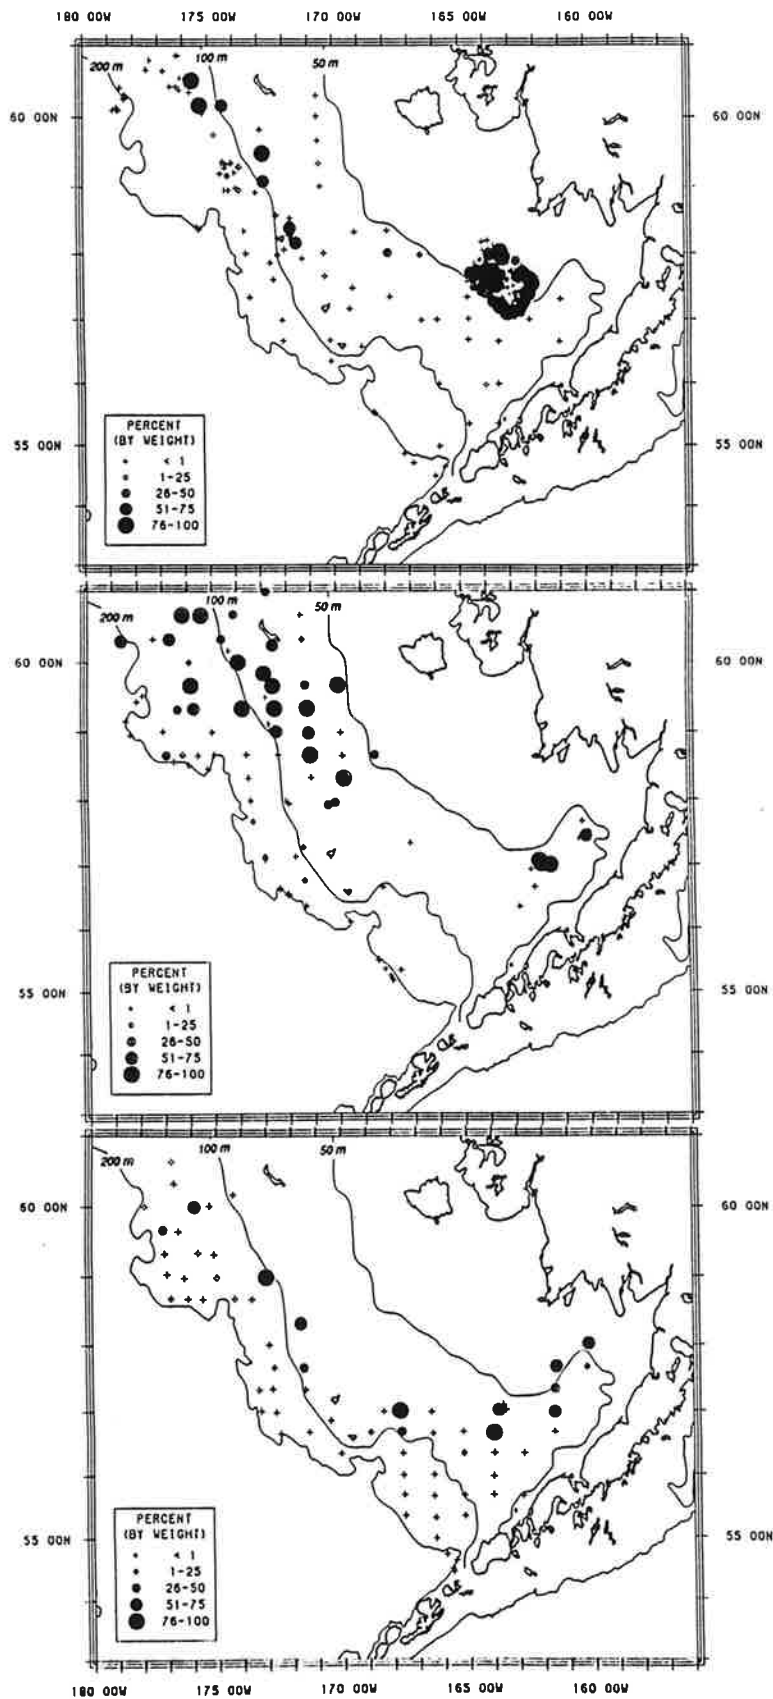 180 00W 175 00W 170 00W 165 00W 160 00W
200 m 100 m 50 m
60 00N 60 00N
PERCENT
(BY WEIGHT)
< 1
1-25
26-50
51-75
76-100
55 00N 55 00N
200 m 100 m 50 m
60 00N 60 00N
PERCENT
(BY WEIGHT)
< 1
1-25
26-50
51-75
76-100
55 00N 55 00N
200 m 100 m 50 m
60 00N 60 00N
PERCENT
(BY WEIGHT)
< 1
1-25
26-50
51-75
76-100
55 00N 55 00N
180 00W 175 00W 170 00W 165 00W 160 00W